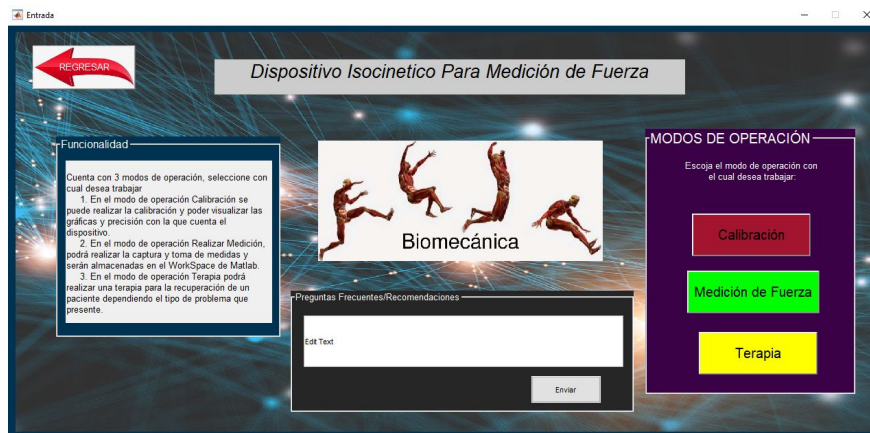 Entrada
REGRESAR
Dispositivo Isocinetico Para Medición de Fuerza
Funcionalidad
Cuenta con 3 modos de operación, seleccione con
cual desea trabajar
1. En el modo de operación Calibración se
puede realizar la calibración y poder visualizar las
gráficas y precisión con la que cuenta el
dispositivo.
2. En el modo de operación Realizar Medición,
podrá realizar la captura y toma de medidas y
serán almacenadas en el WorkSpace de Matlab.
3. En el modo de operación Terapia podrá
realizar una terapia para la recuperación de un
paciente dependiendo el tipo de problema que
presente.
Biomecánica
Preguntas Frecuentes/Recomendaciones
Edit Text
Enviar
MODOS DE OPERACIÓN
Escoja el modo de operación con
el cual desea trabajar:
Calibración
Medición de Fuerza
Terapia